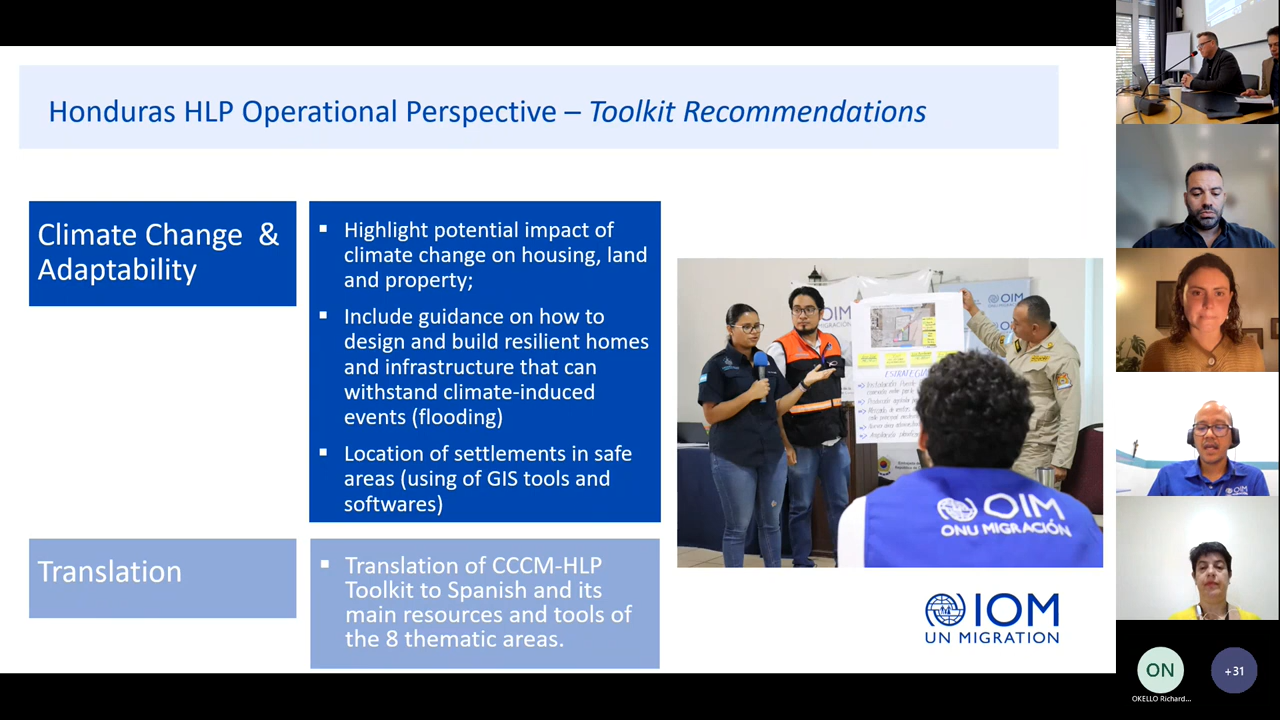 Honduras HLP Operational Perspective – Toolkit Recommendations
Climate Change &
Adaptability
▪ Highlight potential impact of
climate change on housing, land
and property;
▪ Include guidance on how to
design and build resilient homes
and infrastructure that can
withstand climate-induced
events (flooding)
▪ Location of settlements in safe
areas (using of GIS tools and
softwares)
Translation
▪ Translation of CCCM-HLP
Toolkit to Spanish and its
main resources and tools of
the 8 thematic areas.
OIM
ESTRATEGIA
OIM
ONU MIGRACIÓN
IOM
UN MIGRATION
OIM
ON
+31
OKELLO Richard...